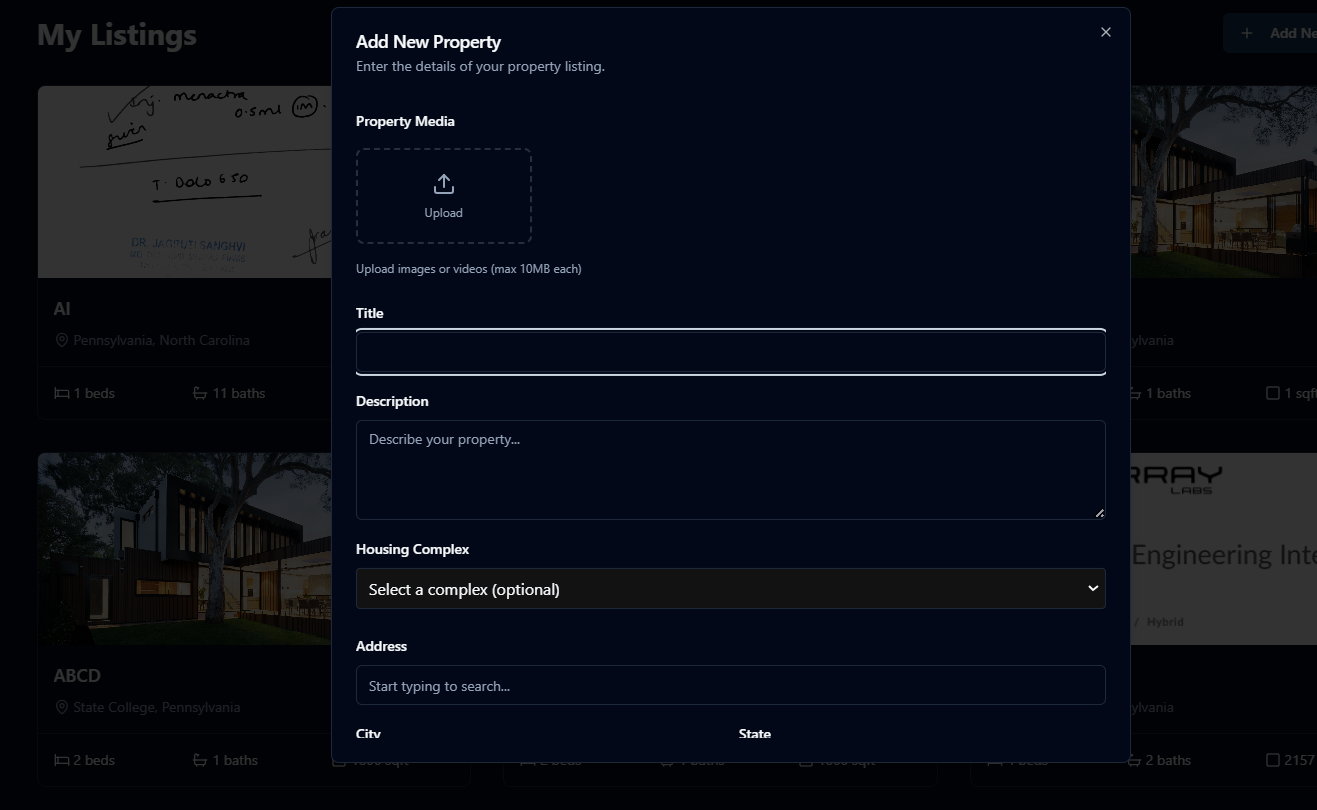 My Listings
Add Ne
Add New Property
Enter the details of your property listing.
Property Media
Upload
Upload images or videos (max 10MB each)
Title
Description
Describe your property...
Housing Complex
Select a complex (optional)
Address
Start typing to search...
City State
inj. menactra
0.5ml (im).
T. DOLO 650
DR. JAGRUTI SANGHVI
AI
Pennsylvania, North Carolina
1 beds 11 baths
ylvania
1 baths 1 sqf
ABCD
State College, Pennsylvania
2 beds 1 baths
RRAY
LABS
Engineering Inte
/ Hybrid
ylvania
2 baths 2157